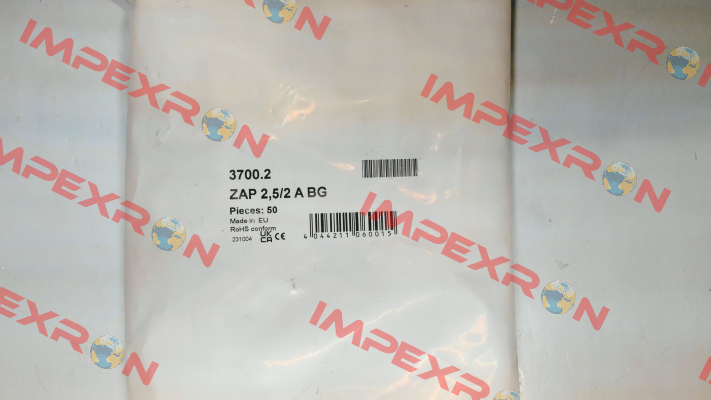 3700.2
ZAP 2,5/2 A BG
Pieces: 50
Made in EU
RoHS conform
231004 UK CA CE
4 044211 060015
IMPEXRON
IMPEXRON
IMPEXRON
IMPEXRON
IMPEXRON
IMPEXRON
IMPEXRON